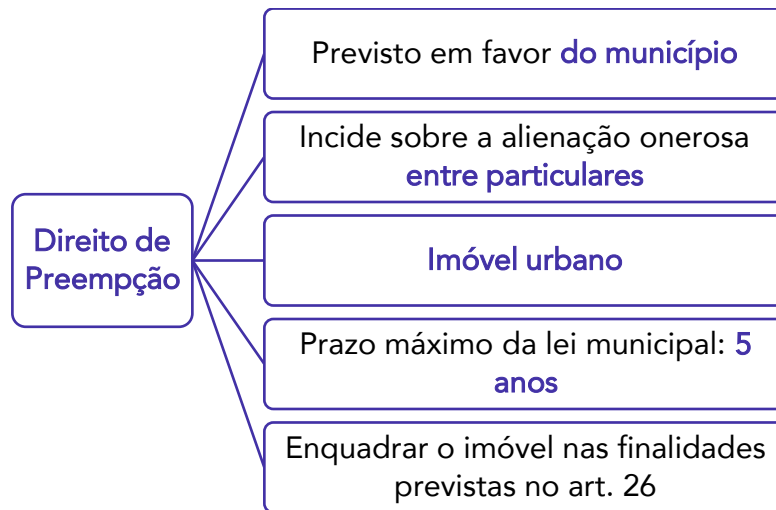 Direito de
Preempção
Previsto em favor do município
Incide sobre a alienação onerosa
entre particulares
Imóvel urbano
Prazo máximo da lei municipal: 5
anos
Enquadrar o imóvel nas finalidades
previstas no art. 26